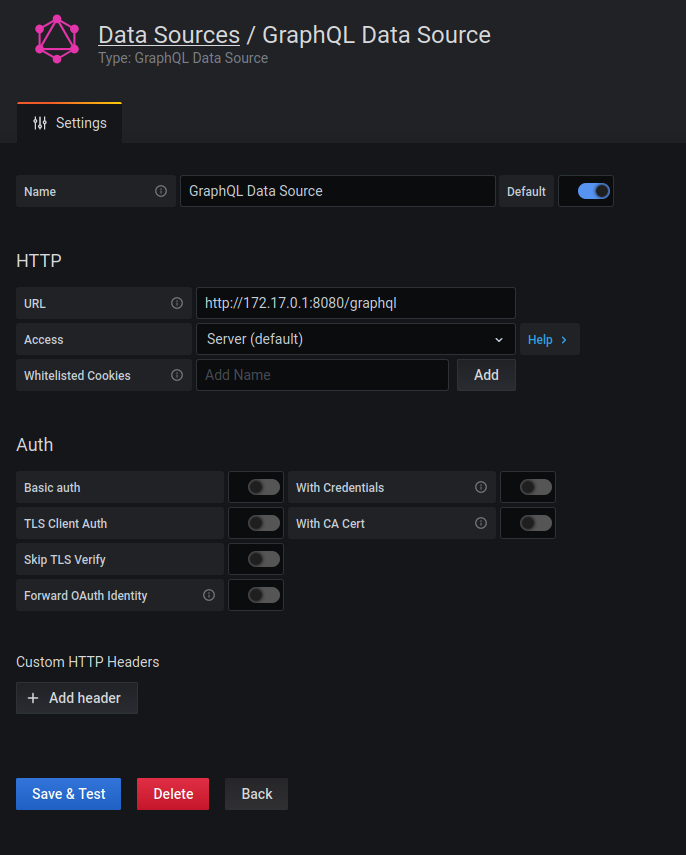 Data Sources / GraphQL Data Source
Type: GraphQL Data Source
Settings
Name GraphQL Data Source Default
HTTP
URL http://172.17.0.1:8080/graphql
Access Server (default) Help
Whitelisted Cookies Add Name Add
Auth
Basic auth With Credentials
TLS Client Auth With CA Cert
Skip TLS Verify
Forward OAuth Identity
Custom HTTP Headers
+ Add header
Save & Test Delete Back